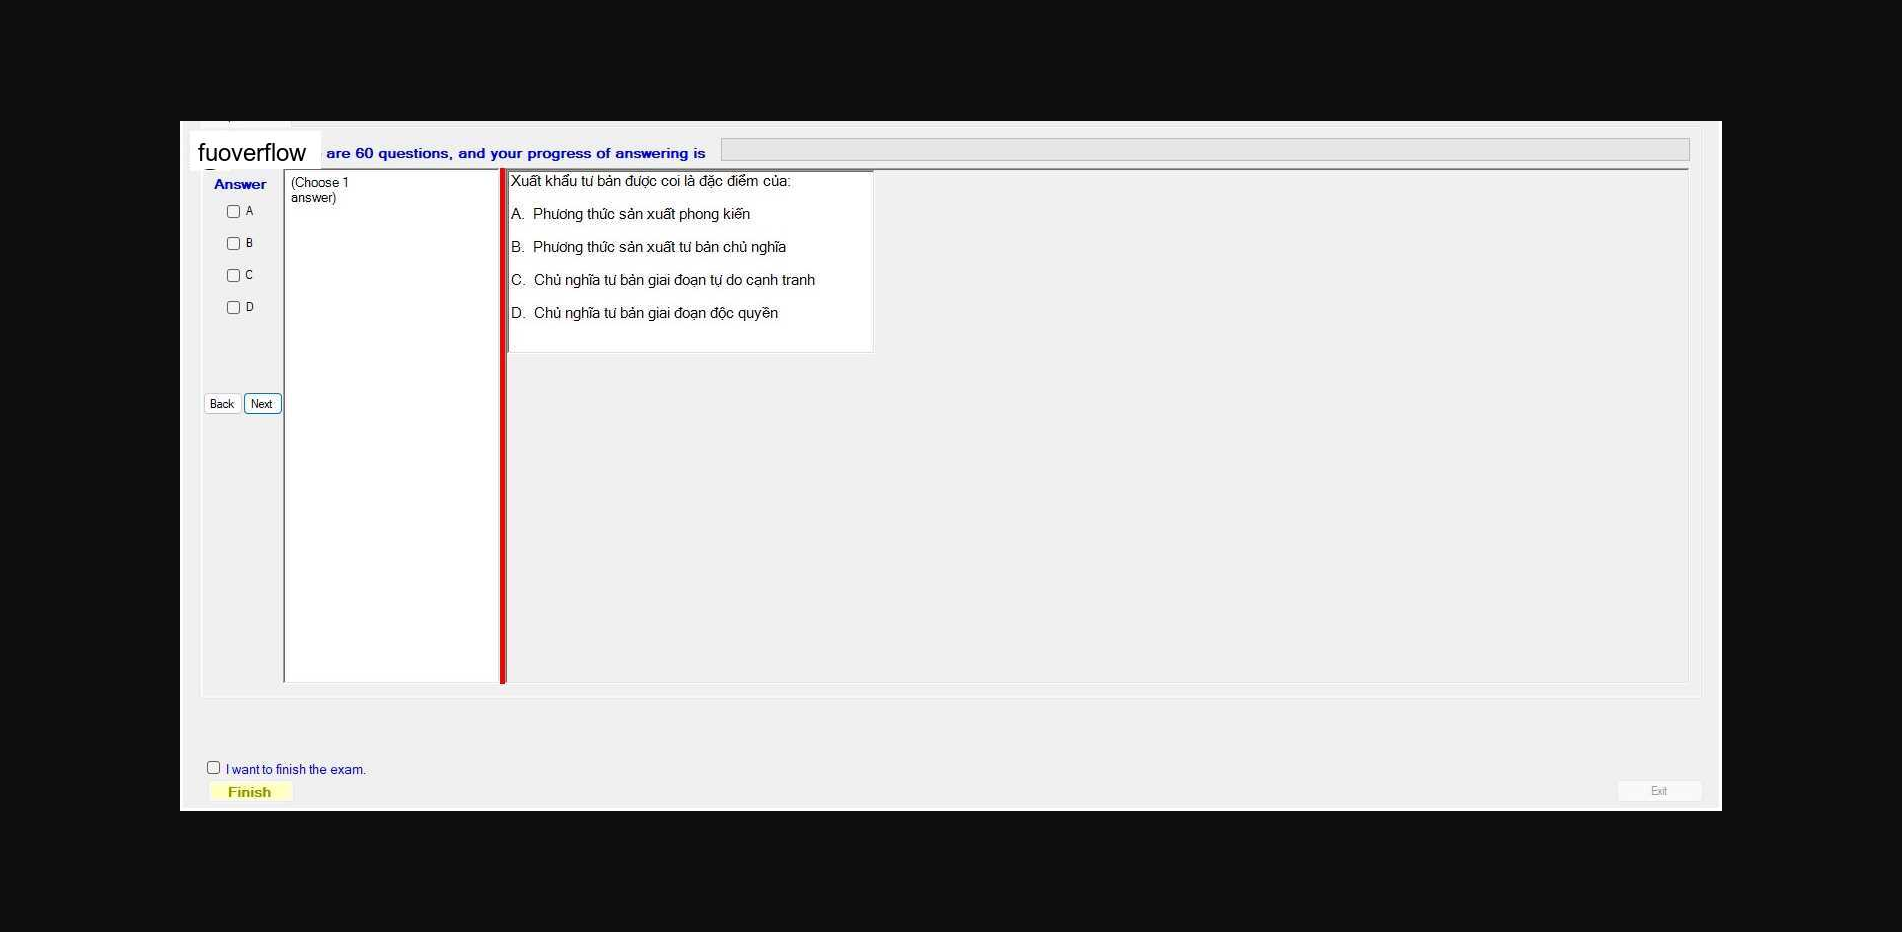 fuoverflow are 60 questions, and your progress of answering is
Answer
A
B
C
D
Back Next
(Choose 1
answer)
Xuất khẩu tư bản được coi là đặc điểm của:
A. Phương thức sản xuất phong kiến
B. Phương thức sản xuất tư bản chủ nghĩa
C. Chủ nghĩa tư bản giai đoạn tự do cạnh tranh
D. Chủ nghĩa tư bản giai đoạn độc quyền
I want to finish the exam.
Finish
Exit